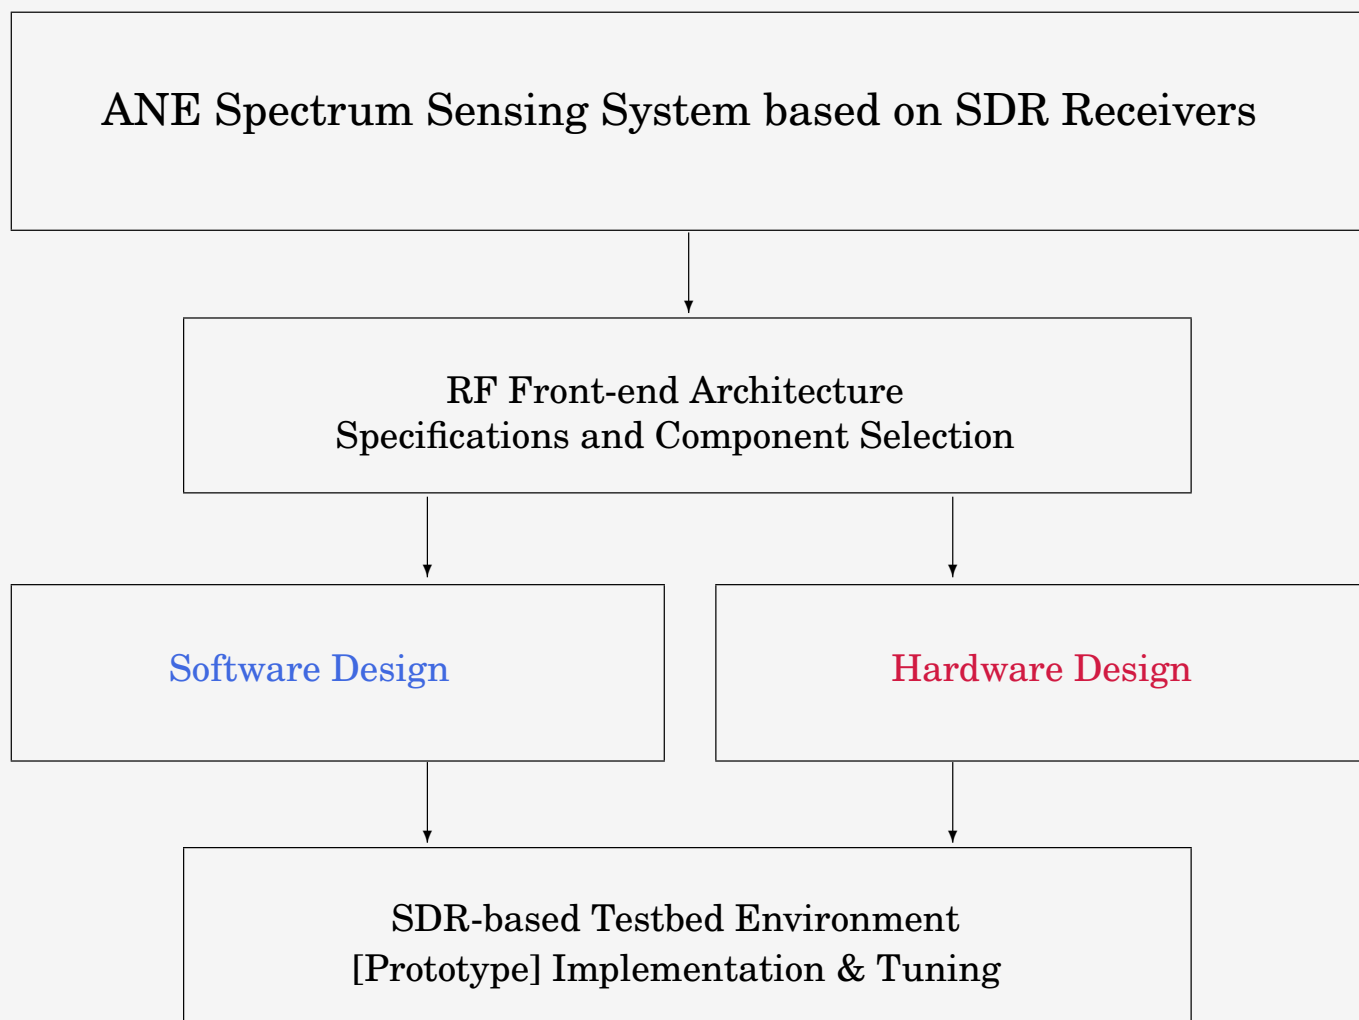 ANE Spectrum Sensing System based on SDR Receivers
RF Front-end Architecture
Specifications and Component Selection
Software Design
Hardware Design
SDR-based Testbed Environment
[Prototype] Implementation & Tuning